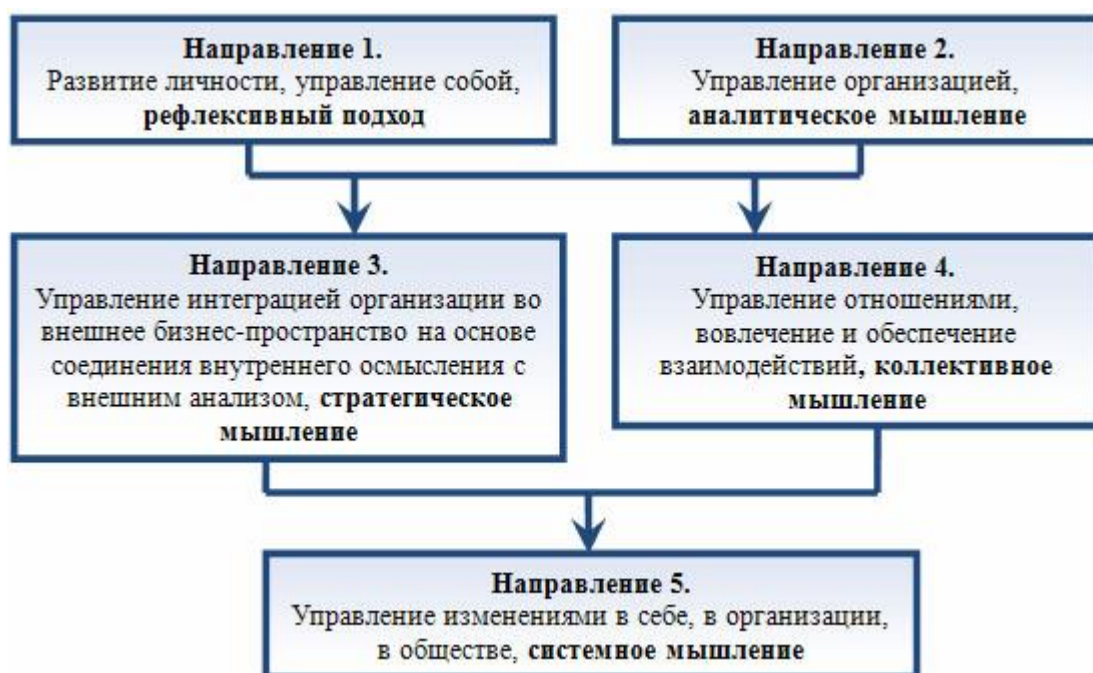 Направление 1.
Развитие личности, управление собой,
рефлексивный подход
Направление 2.
Управление организацией,
аналитическое мышление
Направление 3.
Управление интеграцией организации во
внешнее бизнес-пространство на основе
соединения внутреннего осмысления с
внешним анализом, стратегическое
мышление
Направление 4.
Управление отношениями,
вовлечение и обеспечение
взаимодействий, коллективное
мышление
Направление 5.
Управление изменениями в себе, в организации,
в обществе, системное мышление